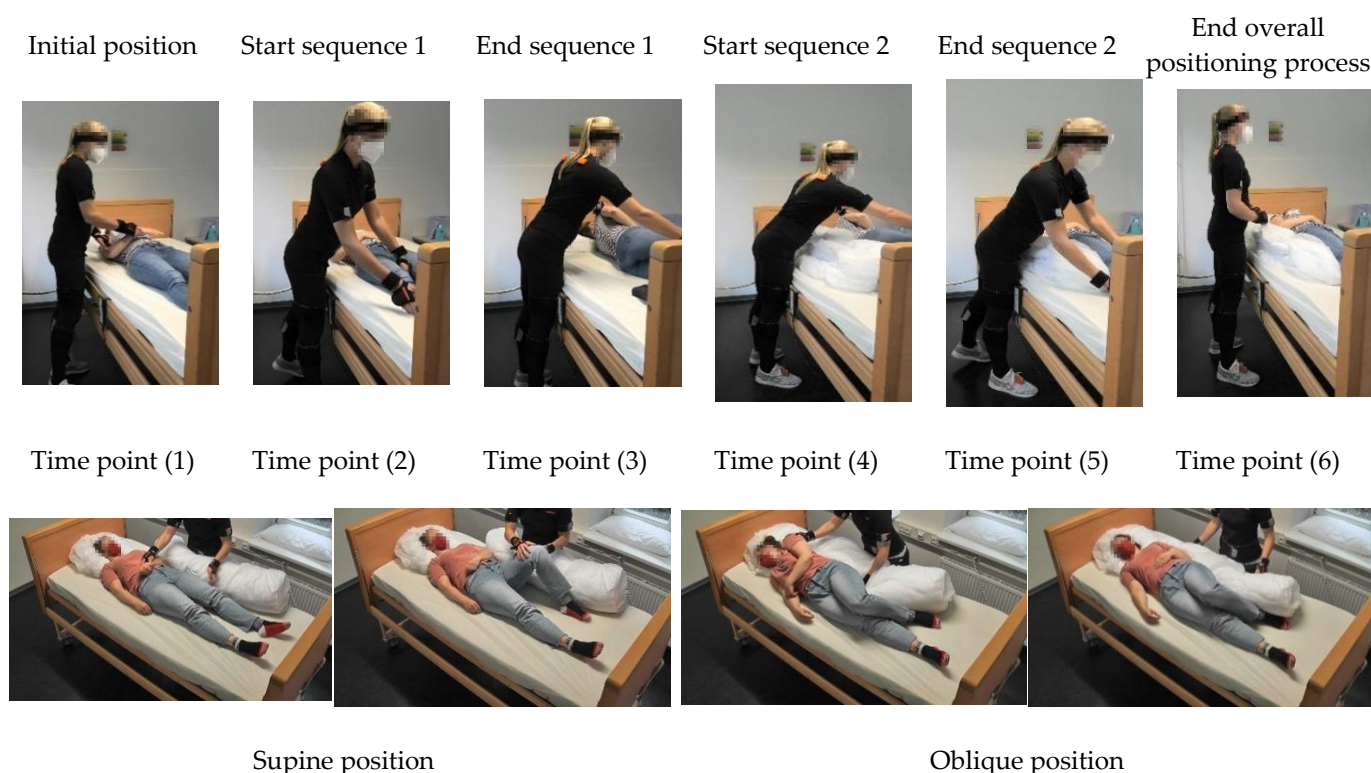 Initial position
Start sequence 1
End sequence 1
Start sequence 2
End sequence 2
End overall
positioning process
Time point (1)
Time point (2)
Time point (3)
Time point (4)
Time point (5)
Time point (6)
Supine position
Oblique position